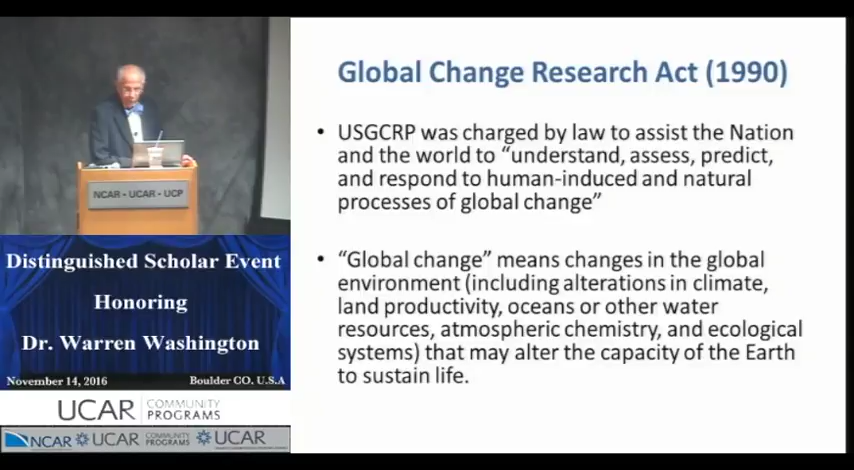 NCAR - UCAR - UCP
Distinguished Scholar Event
Honoring
Dr. Warren Washington
November 14, 2016 Boulder CO, U.S.A
UCAR COMMUNITY
PROGRAMS
NCAR UCAR COMMUNITY PROGRAMS UCAR
Global Change Research Act (1990)
• USGCRP was charged by law to assist the Nation
and the world to “understand, assess, predict,
and respond to human-induced and natural
processes of global change”
• “Global change” means changes in the global
environment (including alterations in climate,
land productivity, oceans or other water
resources, atmospheric chemistry, and ecological
systems) that may alter the capacity of the Earth
to sustain life.